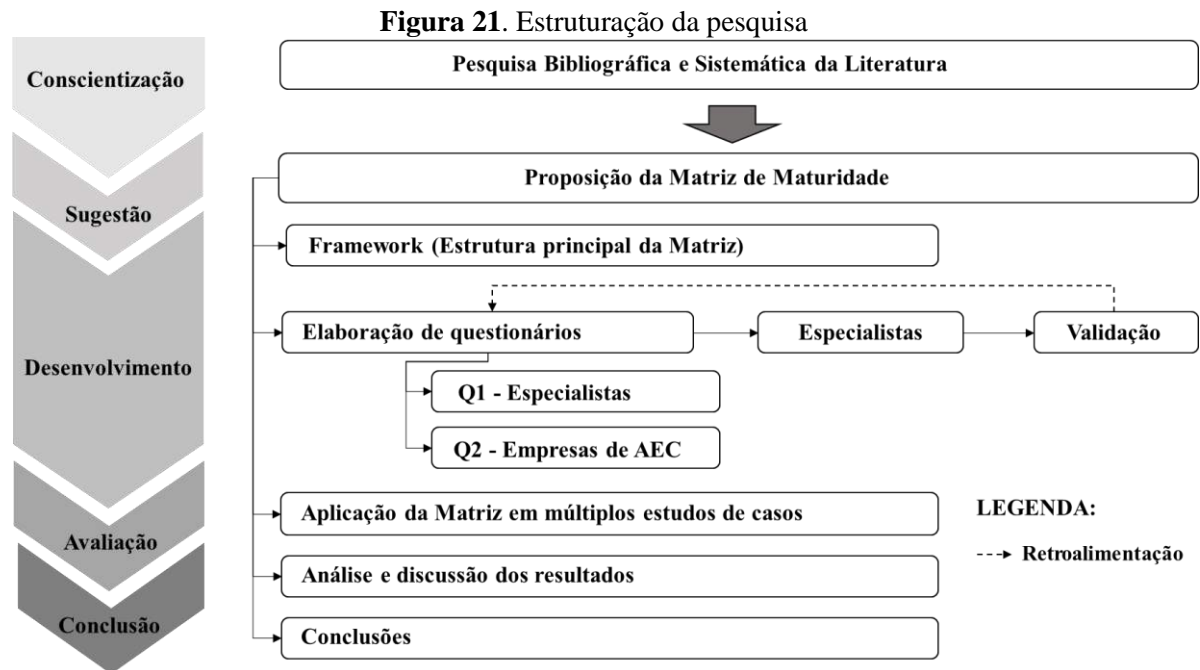 Figura 21. Estruturação da pesquisa
Conscientização
Pesquisa Bibliográfica e Sistemática da Literatura
Sugestão
Proposição da Matriz de Maturidade
Desenvolvimento
Framework (Estrutura principal da Matriz)
Elaboração de questionários
Especialistas
Validação
Q1 - Especialistas
Q2 - Empresas de AEC
Avaliação
Aplicação da Matriz em múltiplos estudos de casos
LEGENDA:
Retroalimentação
Análise e discussão dos resultados
Conclusão
Conclusões